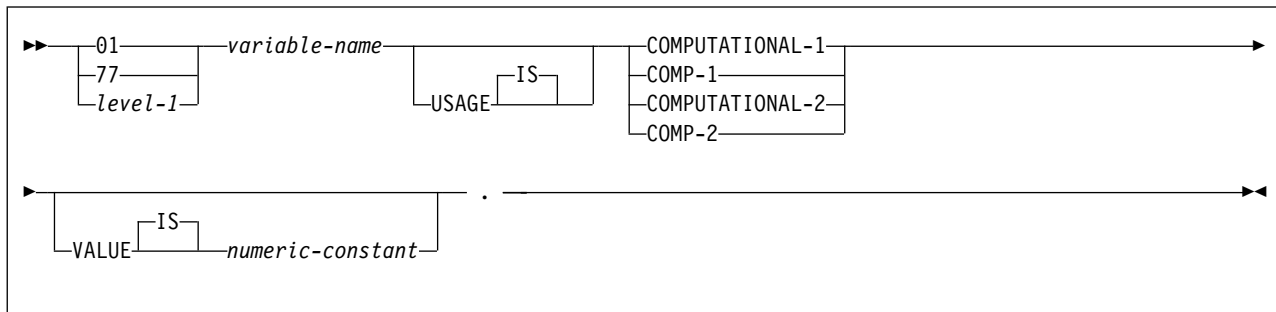 01 variable-name COMPUTATIONAL-1
77 IS COMP-1
level-1 USAGE COMPUTATIONAL-2
COMP-2
.
IS
VALUE numeric-constant